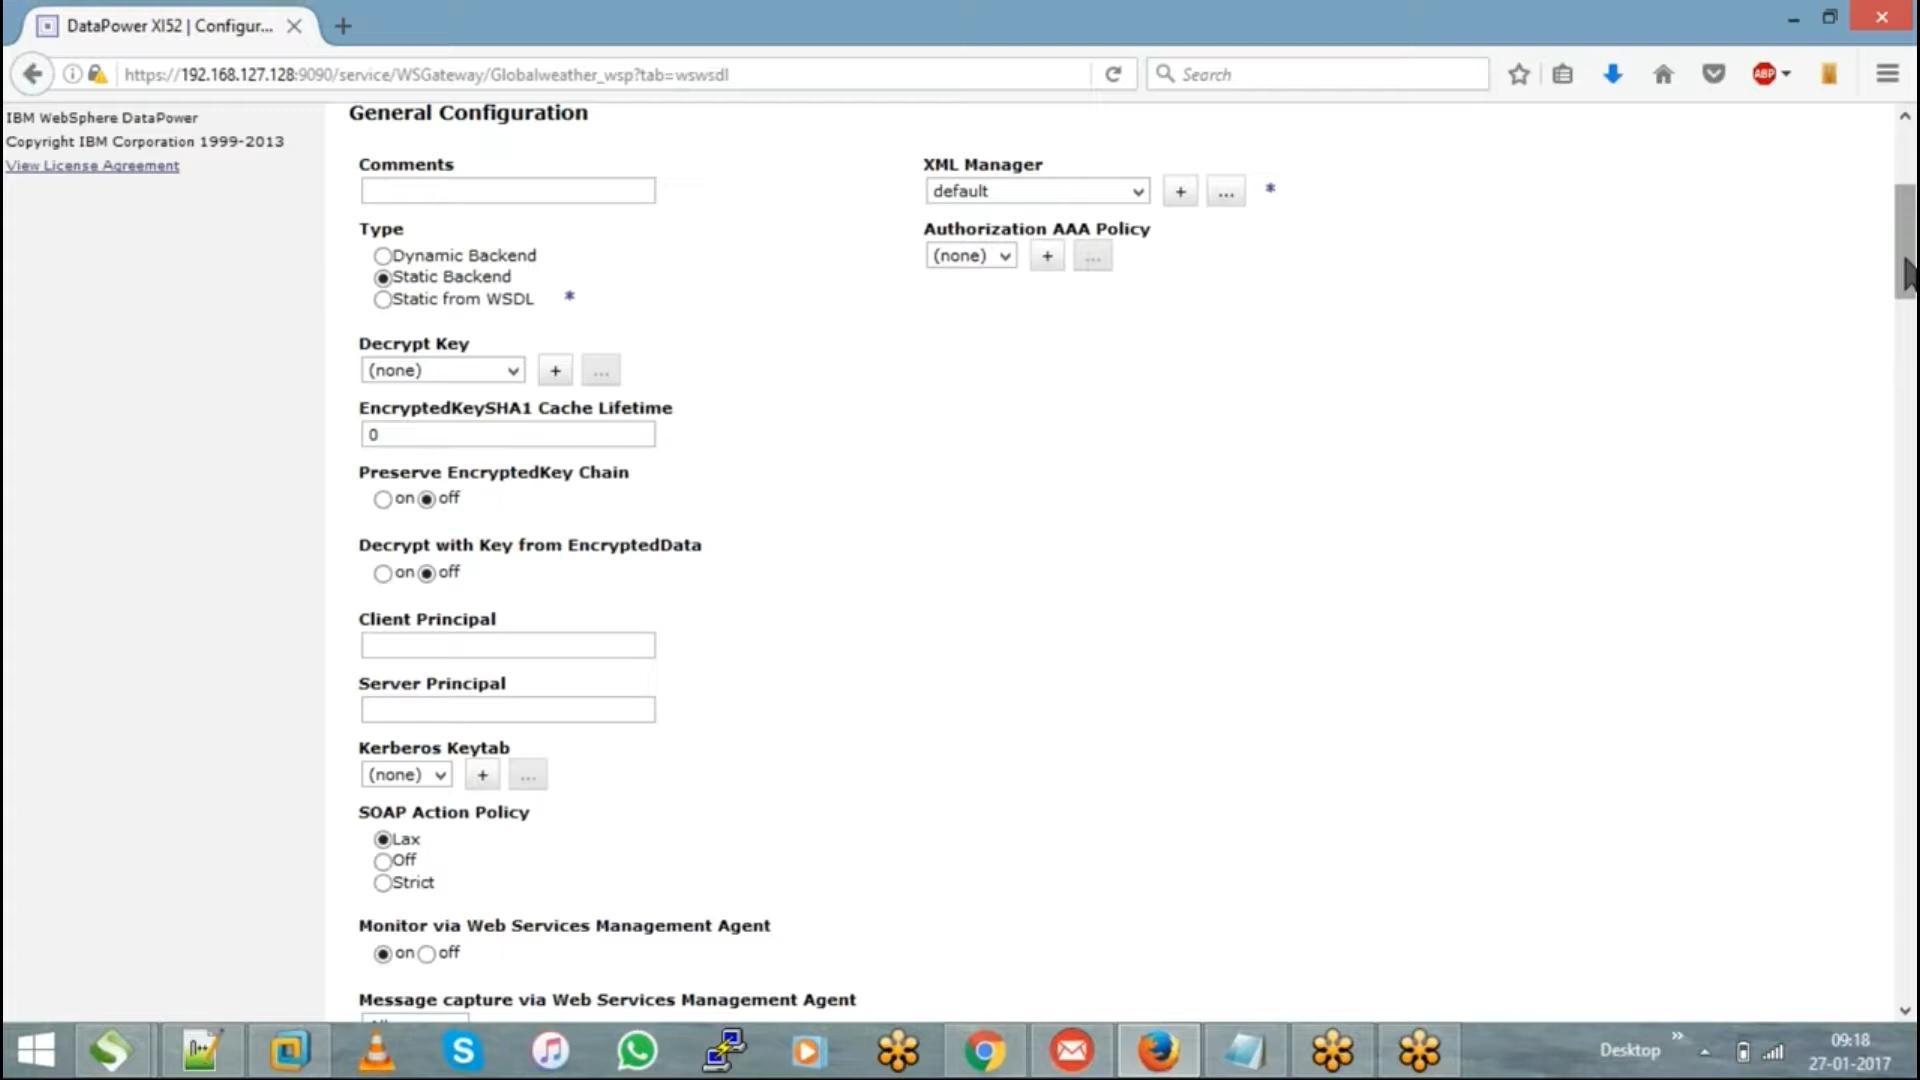 DataPower XI52 | Configur...
https://192.168.127.128:9090/service/WSGateway/Globalweather_wsp?tab=wswsdl
Search
ABP
IBM WebSphere DataPower
Copyright IBM Corporation 1999-2013
View License Agreement
General Configuration
Comments
XML Manager
default
+
...
*
Type
Dynamic Backend
Static Backend
Static from WSDL *
Authorization AAA Policy
(none)
+
...
Decrypt Key
(none)
+
...
EncryptedKeySHA1 Cache Lifetime
0
Preserve EncryptedKey Chain
on off
Decrypt with Key from EncryptedData
on off
Client Principal
Server Principal
Kerberos Keytab
(none)
+
...
SOAP Action Policy
Lax
Off
Strict
Monitor via Web Services Management Agent
on off
Message capture via Web Services Management Agent
Desktop
09:18
27-01-2017